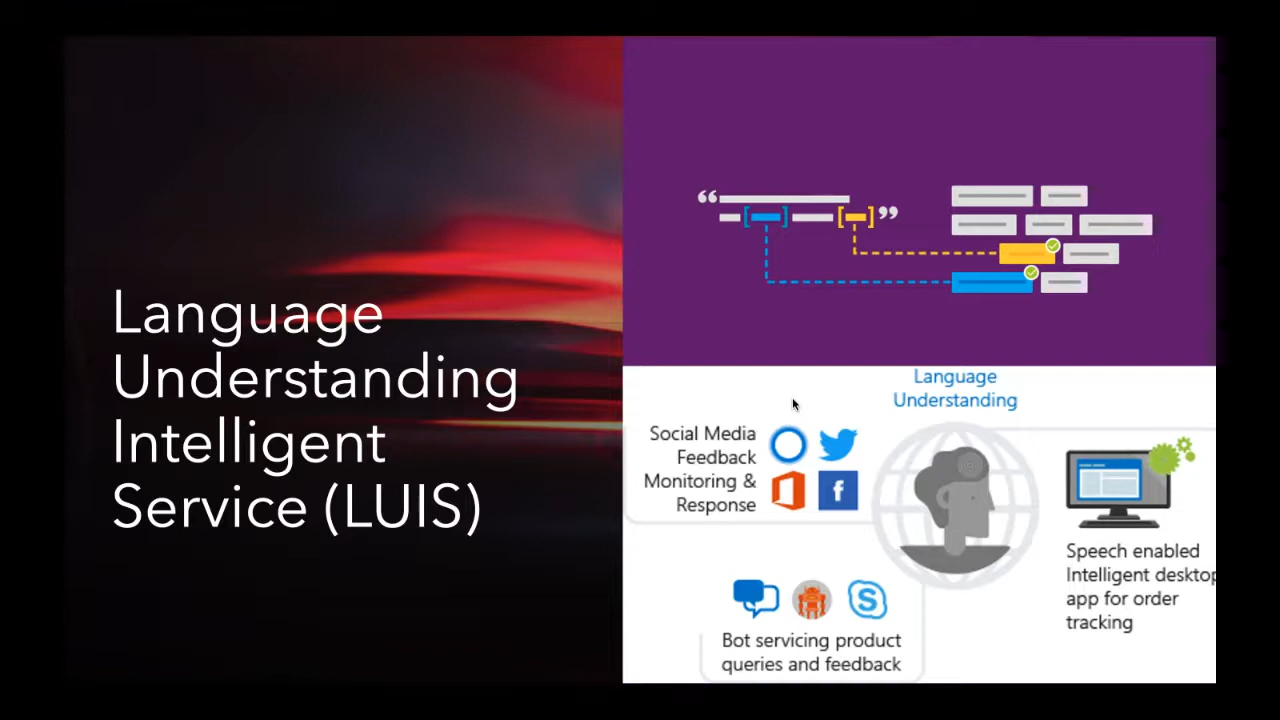 Language
Understanding
Intelligent
Service (LUIS)
“
”
Language
Understanding
Social Media
Feedback
Monitoring &
Response
f
S
Bot servicing product
queries and feedback
Speech enabled
Intelligent desktop
app for order
tracking